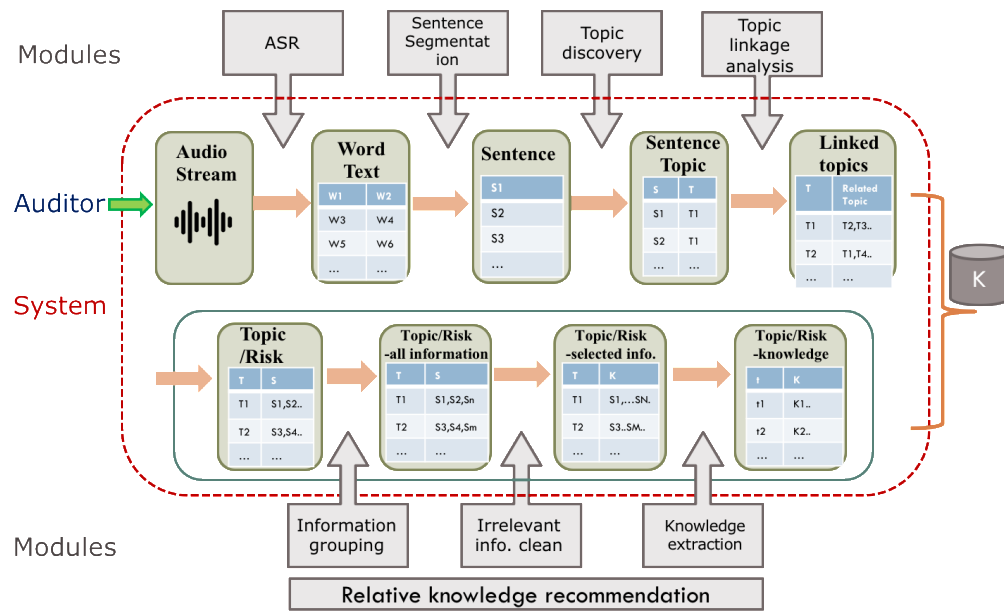 Modules
ASR
Sentence
Segmentat
ion
Topic
discovery
Topic
linkage
analysis
Auditor
Audio
Stream
Word
Text
W1 W2
W3 W4
W5 W6
... ...
Sentence
S1
S2
S3
...
Sentence
Topic
S T
S1 T1
S2 T1
... ...
Linked
topics
T Related
Topic
T1 T2,T3..
T2 T1,T4..
... ...
K
System
Topic
/Risk
T S
T1 S1,S2..
T2 S3,S4..
... ...
Topic/Risk
-all information
T S
T1 S1,S2,Sn
T2 S3,S4,Sm
... ...
Topic/Risk
-selected info.
T K
T1 S1,...SN.
T2 S3..SM..
... ...
Topic/Risk
-knowledge
t K
t1 K1..
t2 K2..
... ...
Modules
Information
grouping
Irrelevant
info. clean
Knowledge
extraction
Relative knowledge recommendation